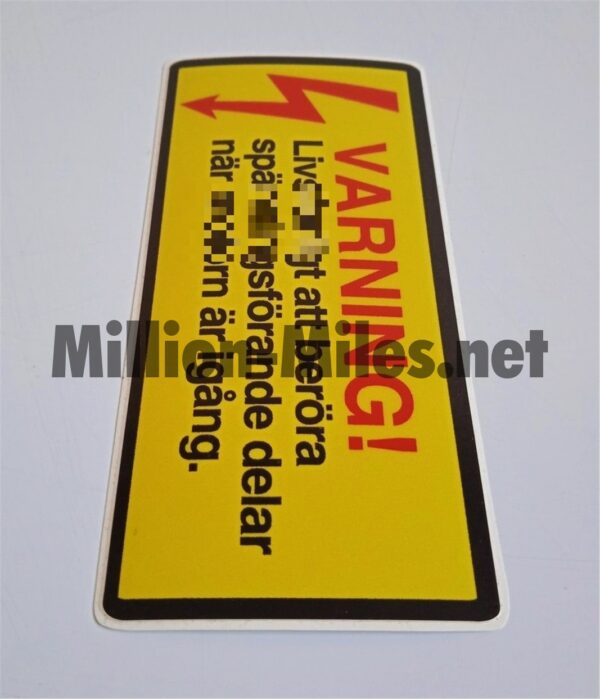 VARNING!
att beröra
delar
när är igång.
Million-Miles.net